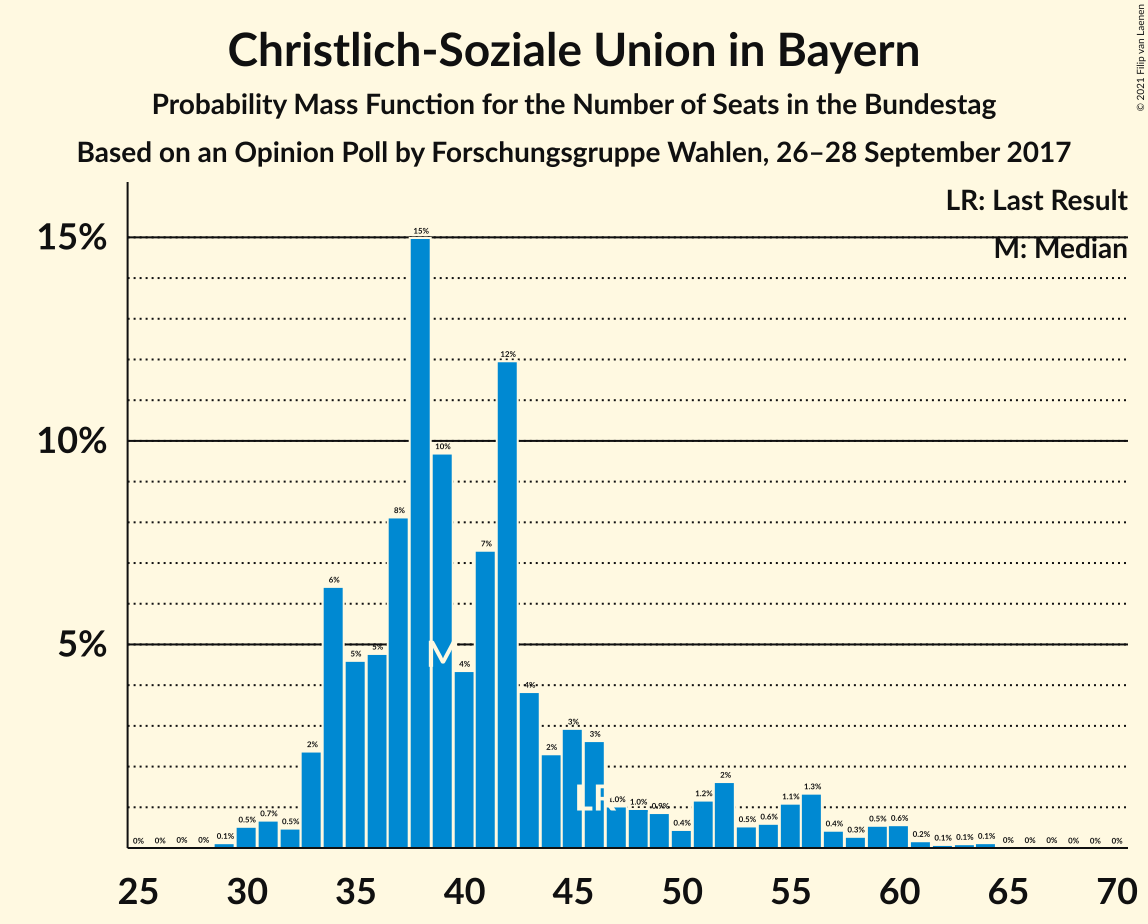 Christlich-Soziale Union in Bayern
Probability Mass Function for the Number of Seats in the Bundestag
Based on an Opinion Poll by Forschungsgruppe Wahlen, 26–28 September 2017
© 2021 Filip van Laenen
LR: Last Result
M: Median
15%
10%
5%
0% 0% 0% 0% 0.1% 0.5% 0.7% 0.5% 2% 6% 5% 5% 8% 15% 10% 4% 7% 12% 4% 2% 3% 3% 1.0% 1.0% 0.9% 0.4% 1.2% 2% 0.5% 0.6% 1.1% 1.3% 0.4% 0.3% 0.5% 0.6% 0.2% 0.1% 0.1% 0.1% 0% 0% 0% 0% 0% 0%
M
LR
25 30 35 40 45 50 55 60 65 70